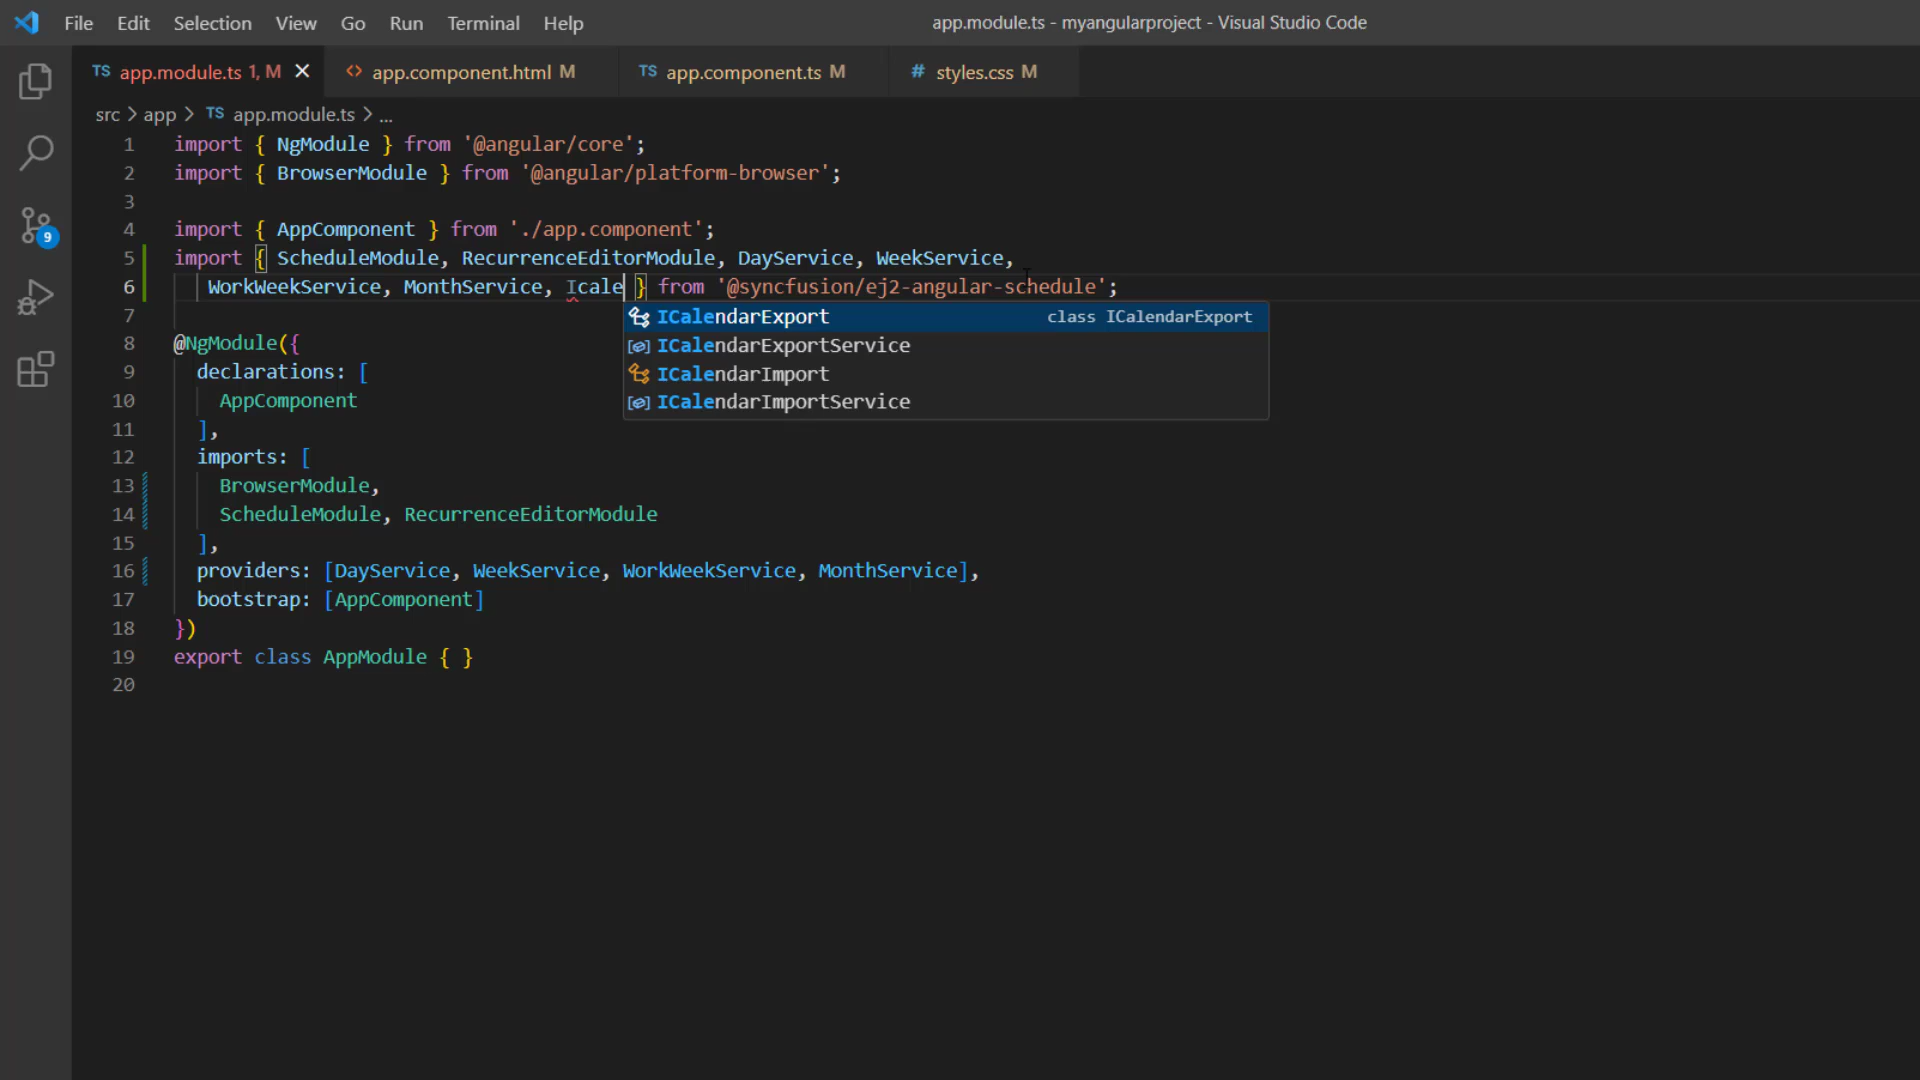 File Edit Selection View Go Run Terminal Help app.module.ts - myangularproject - Visual Studio Code
TS app.module.ts 1, M app.component.html M TS app.component.ts M # styles.css M
src > app > TS app.module.ts > ...
1 import { NgModule } from '@angular/core';
2 import { BrowserModule } from '@angular/platform-browser';
3
4 import { AppComponent } from './app.component';
5 import { ScheduleModule, RecurrenceEditorModule, DayService, WeekService,
6 WorkWeekService, MonthService, Icale } from '@syncfusion/ej2-angular-schedule';
ICalendarExport class ICalendarExport
7
ICalendarExportService
8 @NgModule({
9 declarations: [
ICalendarImport
10 AppComponent
ICalendarImportService
11 ],
12 imports: [
13 BrowserModule,
14 ScheduleModule, RecurrenceEditorModule
15 ],
16 providers: [DayService, WeekService, WorkWeekService, MonthService],
17 bootstrap: [AppComponent]
18 })
19 export class AppModule { }
20
9